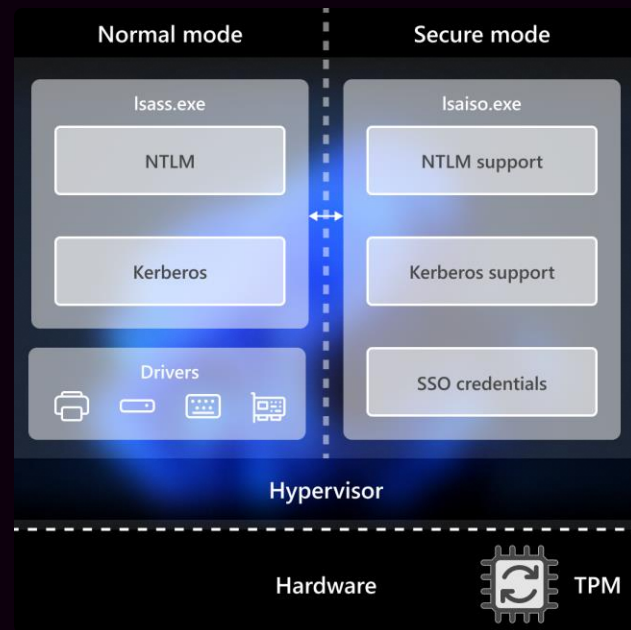 Normal mode
Secure mode
lsass.exe
NTLM
Kerberos
Drivers
lsaiso.exe
NTLM support
Kerberos support
SSO credentials
Hypervisor
Hardware
TPM